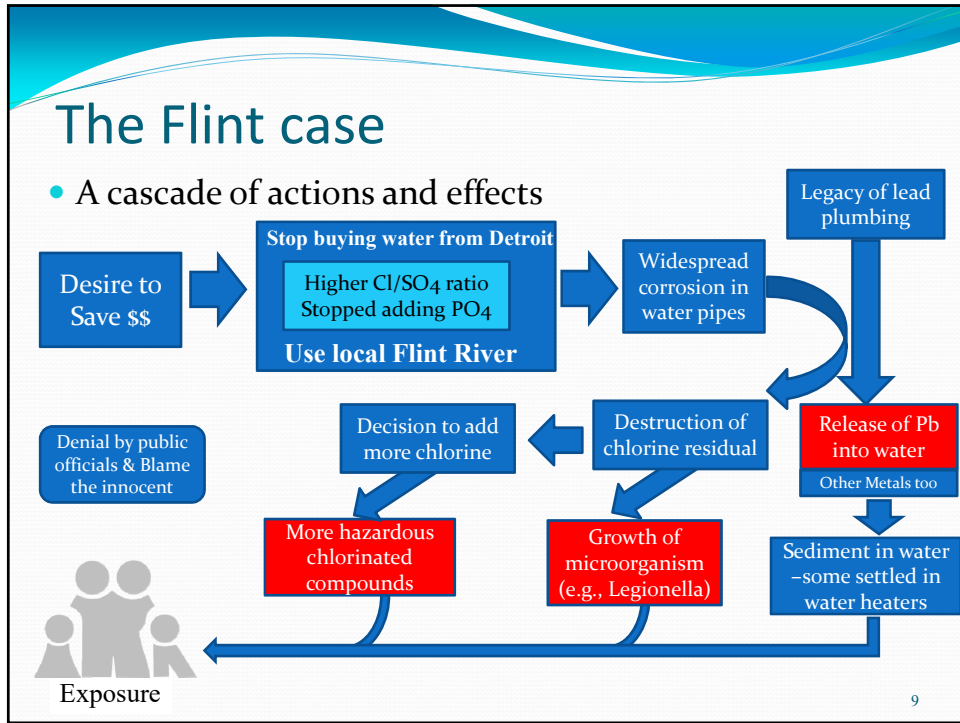 The Flint case
• A cascade of actions and effects
Legacy of lead
plumbing
Desire to
Save $$
Stop buying water from Detroit
Higher Cl/SO4 ratio
Stopped adding PO4
Use local Flint River
Widespread
corrosion in
water pipes
Denial by public
officials & Blame
the innocent
Decision to add
more chlorine
Destruction of
chlorine residual
Release of Pb
into water
Other Metals too
More hazardous
chlorinated
compounds
Growth of
microorganism
(e.g., Legionella)
Sediment in water
–some settled in
water heaters
Exposure
9